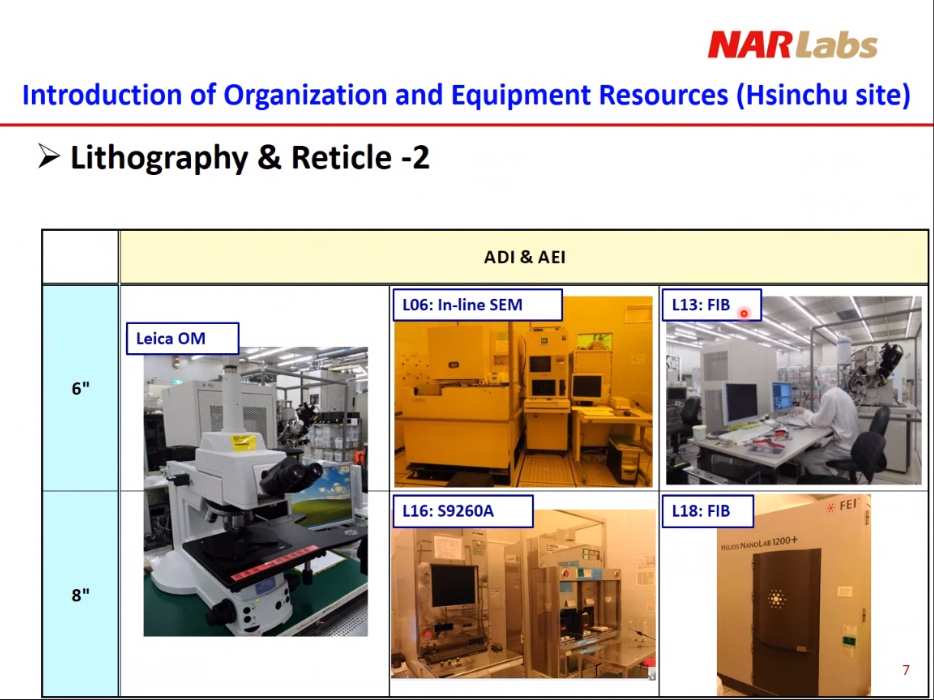 NARLabs
Introduction of Organization and Equipment Resources (Hsinchu site)
➢ Lithography & Reticle -2
ADI & AEI
6"
Leica OM
L06: In-line SEM
L13: FIB
8"
L16: S9260A
L18: FIB
FEI
HELIOS NANOLAB 1200+
7